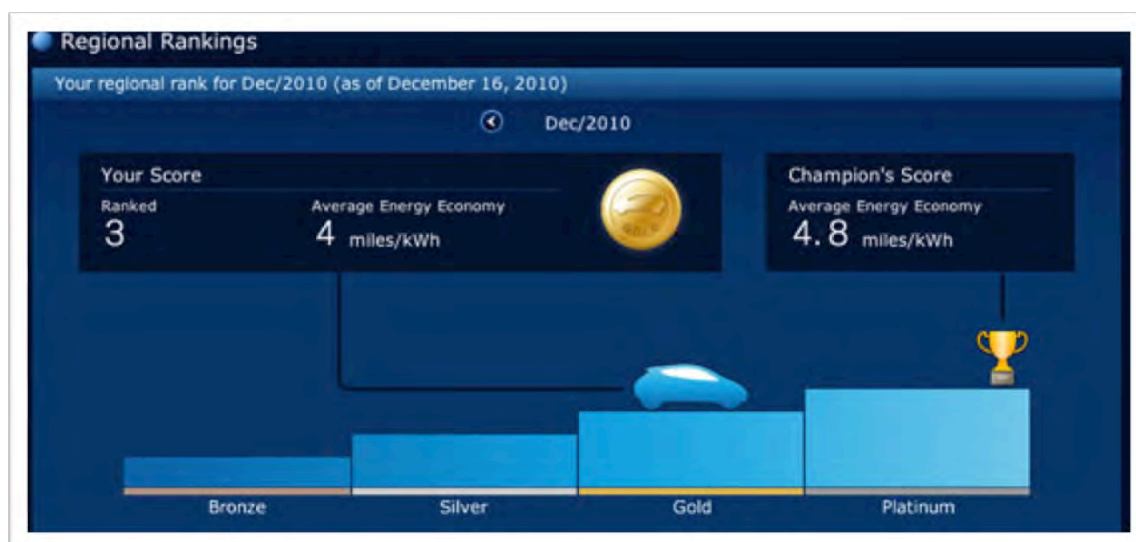 Regional Rankings
Your regional rank for Dec/2010 (as of December 16, 2010)
Dec/2010
Your Score
Ranked
3
Average Energy Economy
4 miles/kWh
GOLD
Champion's Score
Average Energy Economy
4.8 miles/kWh
Bronze
Silver
Gold
Platinum